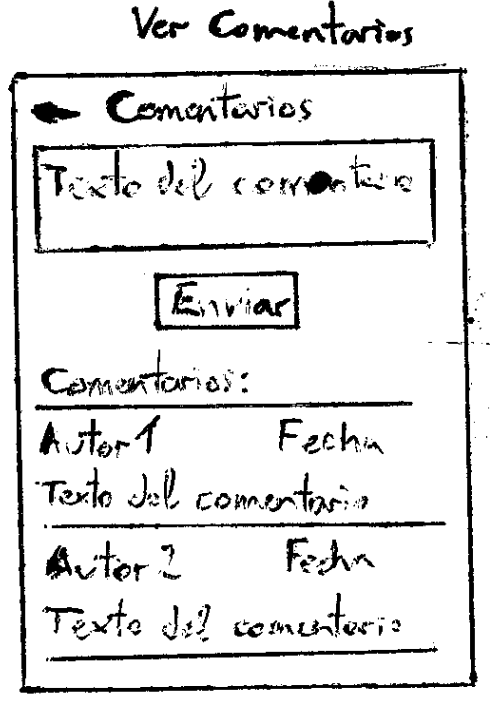 Ver Comentarios
Comentarios
Texto del comentario
Enviar
Comentarios:
Autor 1 Fecha
Texto del comentario
Autor 2 Fecha
Texto del comentario